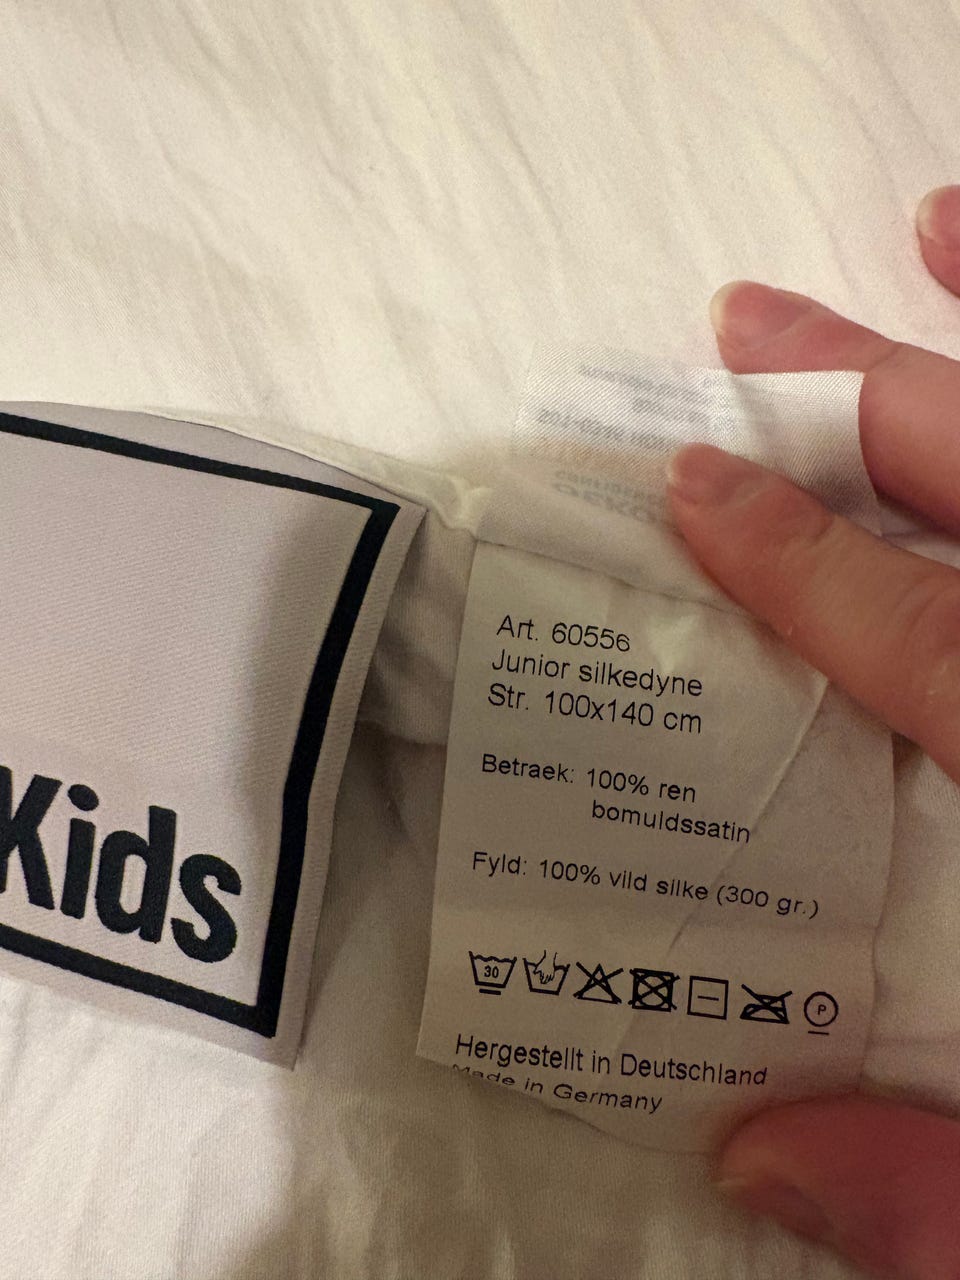 Kids
Art. 60556
Junior silkedyne
Str. 100x140 cm
Betraek: 100% ren
bomuldssatin
Fyld: 100% vild silke (300 gr.)
30
P
Hergestellt in Deutschland
Made in Germany